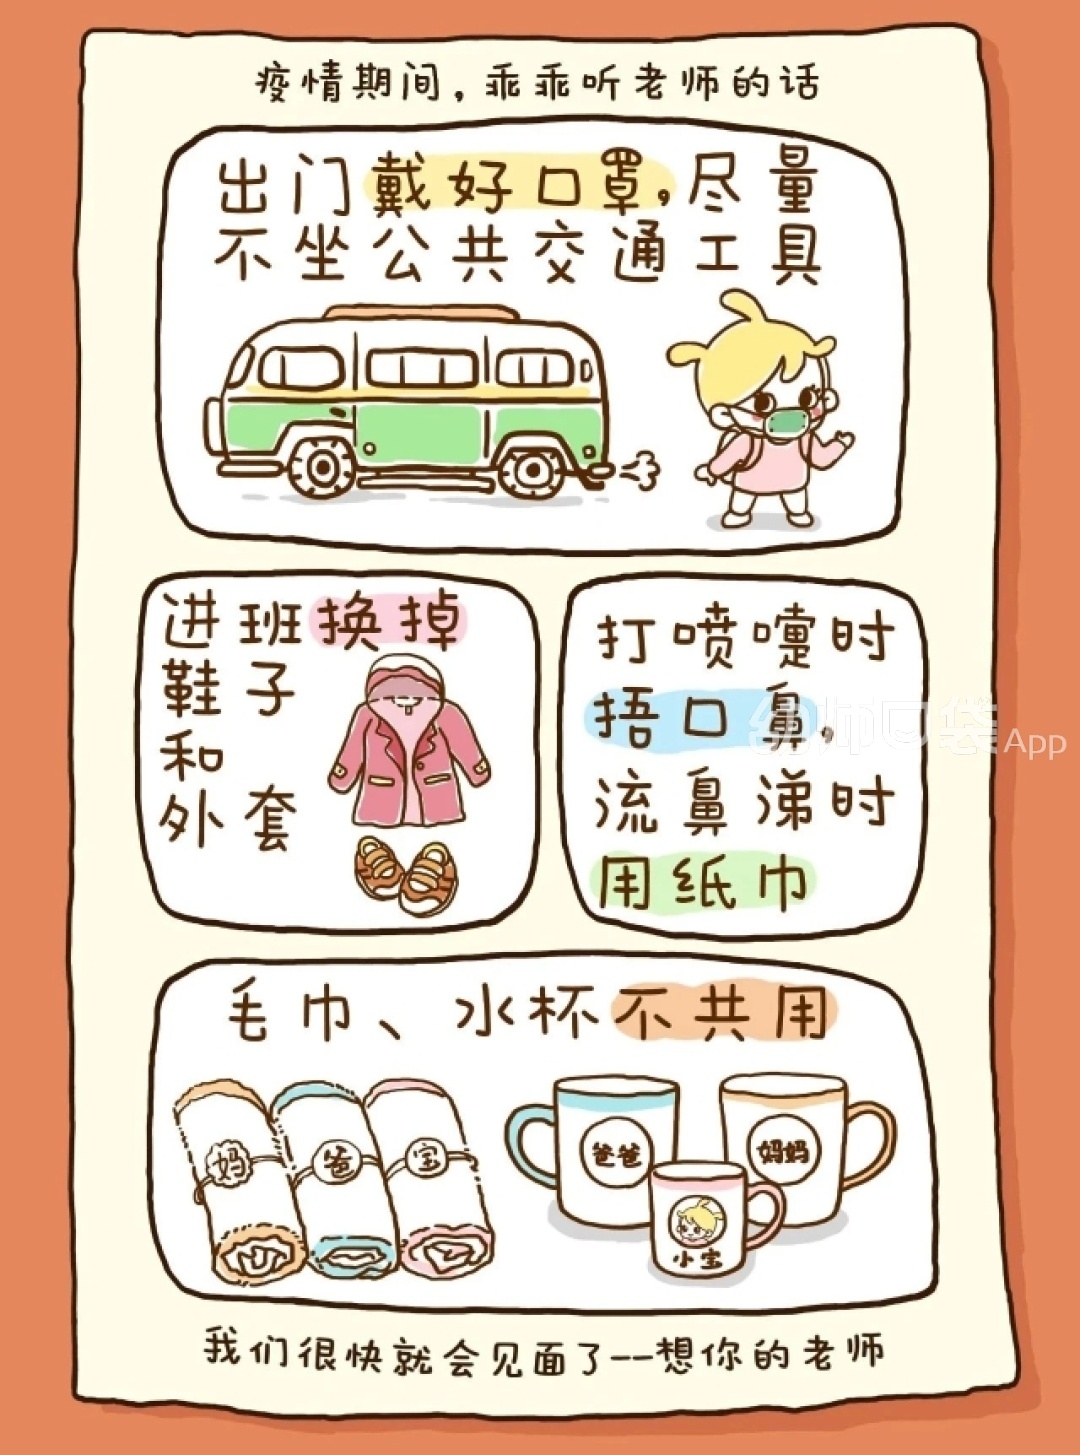 疫情期间，乖乖听老师的话
出门戴好口罩，尽量
不坐公共交通工具
进班换掉
鞋子
和
外套
打喷嚏时
捂口鼻，
流鼻涕时
用纸巾
幼师口袋App
毛巾、水杯不共用
妈
爸
宝
爸爸
妈妈
小宝
我们很快就会见面了--想你的老师